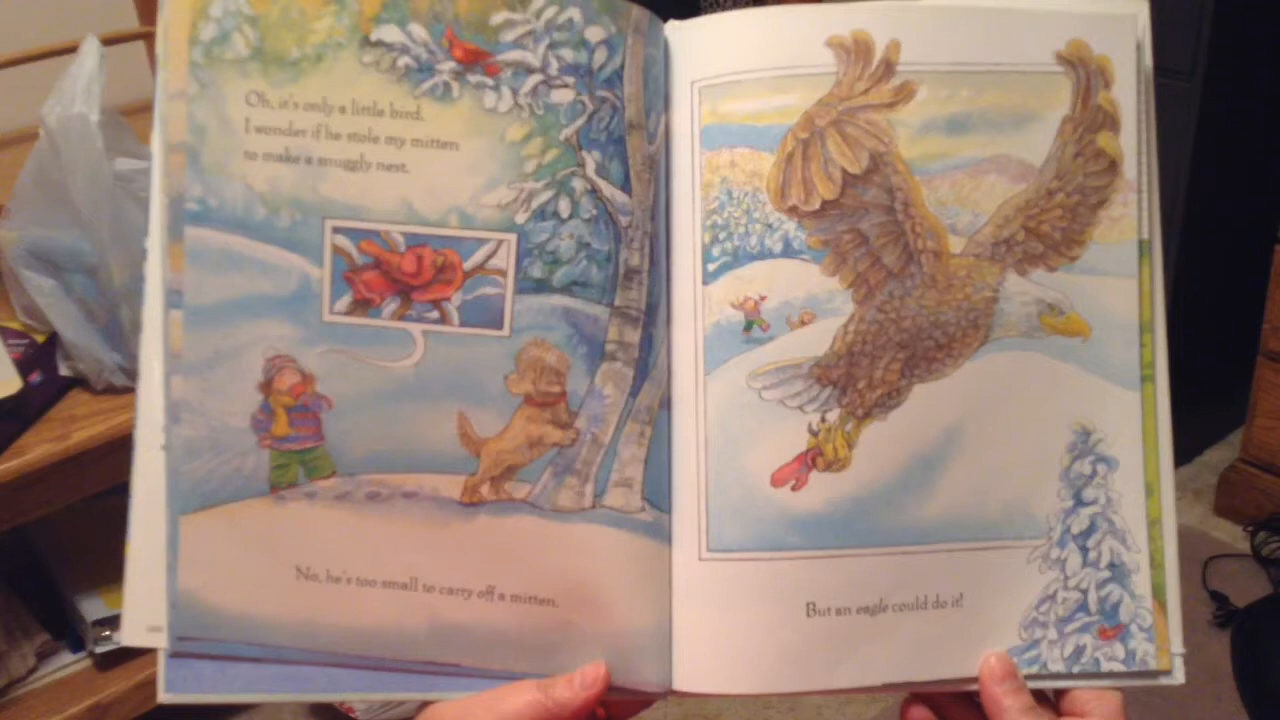 Oh, it's only a little bird.
I wonder if he stole my mitten
to make a snuggly nest.
No, he's too small to carry off a mitten.
But an eagle could do it!